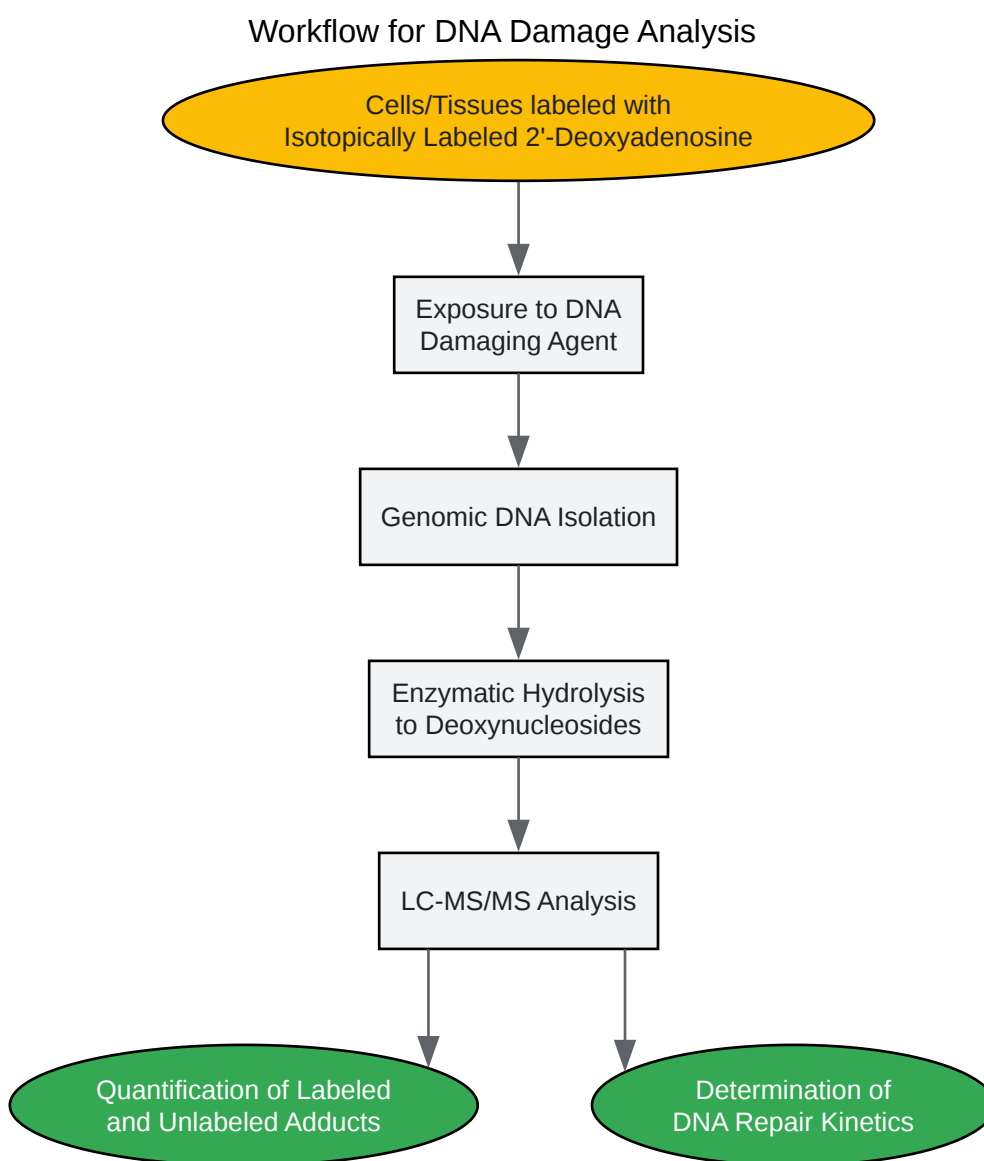 Workflow for DNA Damage Analysis
Cells/Tissues labeled with
Isotopically Labeled 2'-Deoxyadenosine
Exposure to DNA
Damaging Agent
Genomic DNA Isolation
Enzymatic Hydrolysis
to Deoxynucleosides
LC-MS/MS Analysis
Quantification of Labeled
and Unlabeled Adducts
Determination of
DNA Repair Kinetics